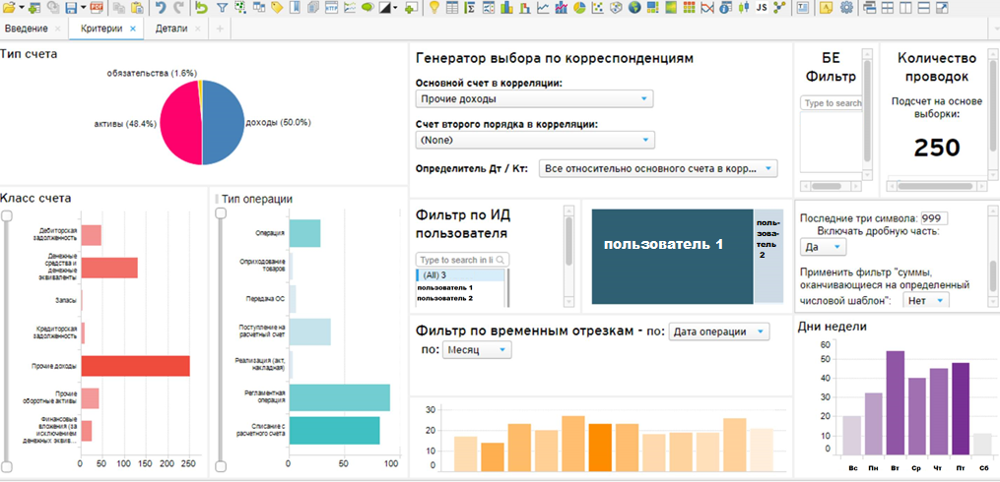 HTTP
JS
Введение
Критерии
Детали
Тип счета
обязательства (1.6%)
активы (48.4%)
доходы (50.0%)
Генератор выбора по корреспонденциям
Основной счет в корреляции:
Прочие доходы
Счет второго порядка в корреляции:
(None)
Определитель Дт / Кт:
Все относительно основного счета в корр...
БЕ
Фильтр
Type to search
Количество
проводок
Подсчет на основе
выборки:
250
Класс счета
Дебиторская
задолженность
Денежные
средства и
денежные
эквиваленты
Запасы
Кредиторская
задолженность
Прочие доходы
Прочие
оборотные активы
Финансовые
вложения (за
исключением
денежных эквив...
0 50 100 150 200 250
Тип операции
Операция
Оприходование
товаров
Передача ОС
Поступление на
расчетный счет
Реализация (акт,
накладная)
Регламентная
операция
Списание с
расчетного счета
0 50 100
Фильтр по ИД
пользователя
Type to search in li
(All) 3
пользователь 1
пользователь 2
пользователь 1
поль-
зова-
тель
2
Последние три символа: 999
Включать дробную часть:
Да
Применить фильтр "суммы,
оканчивающиеся на определенный
числовой шаблон": Нет
Фильтр по временным отрезкам - по: Дата операции
по: Месяц
30
20
10
0
Дни недели
60
50
40
30
20
10
0
Вс Пн Вт Ср Чт Пт Сб